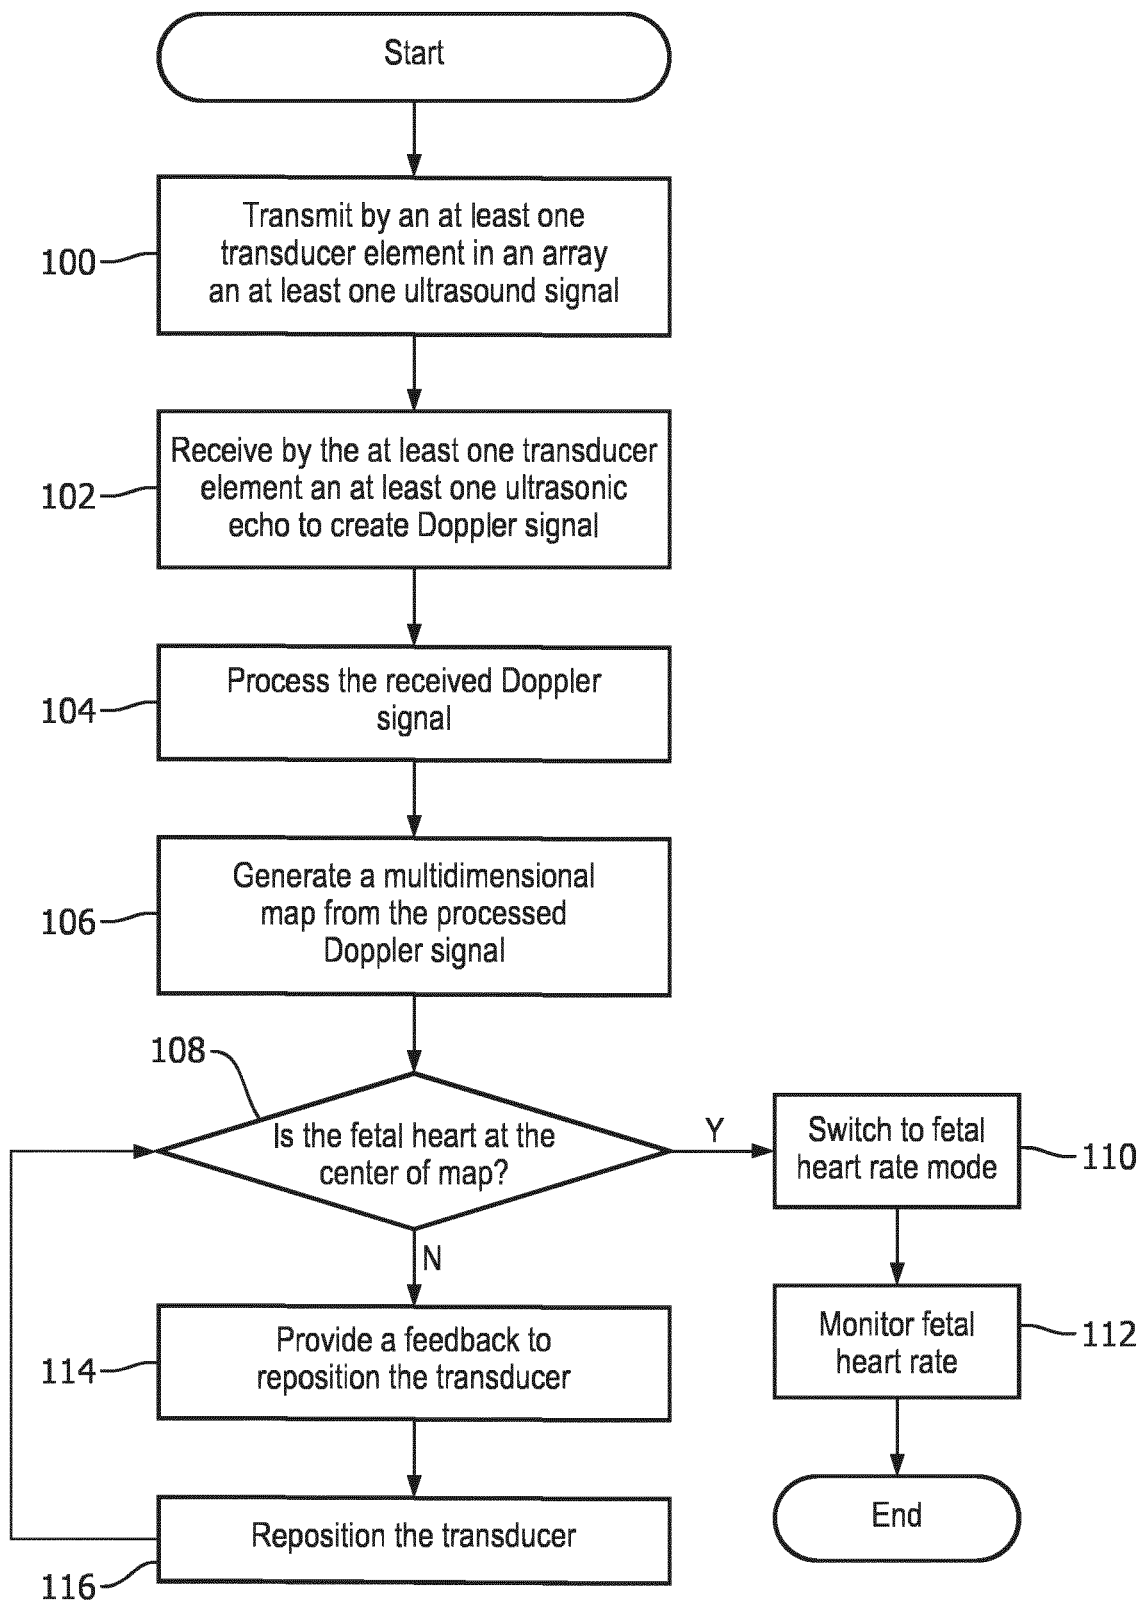 Start
Transmit by an at least one
transducer element in an array
an at least one ultrasound signal
100
Receive by the at least one transducer
element an at least one ultrasonic
echo to create Doppler signal
102
Process the received Doppler
signal
104
Generate a multidimensional
map from the processed
Doppler signal
106
108
Is the fetal heart at the
center of map?
Y
Switch to fetal
heart rate mode
110
N
Monitor fetal
heart rate
112
Provide a feedback to
reposition the transducer
114
End
Reposition the transducer
116